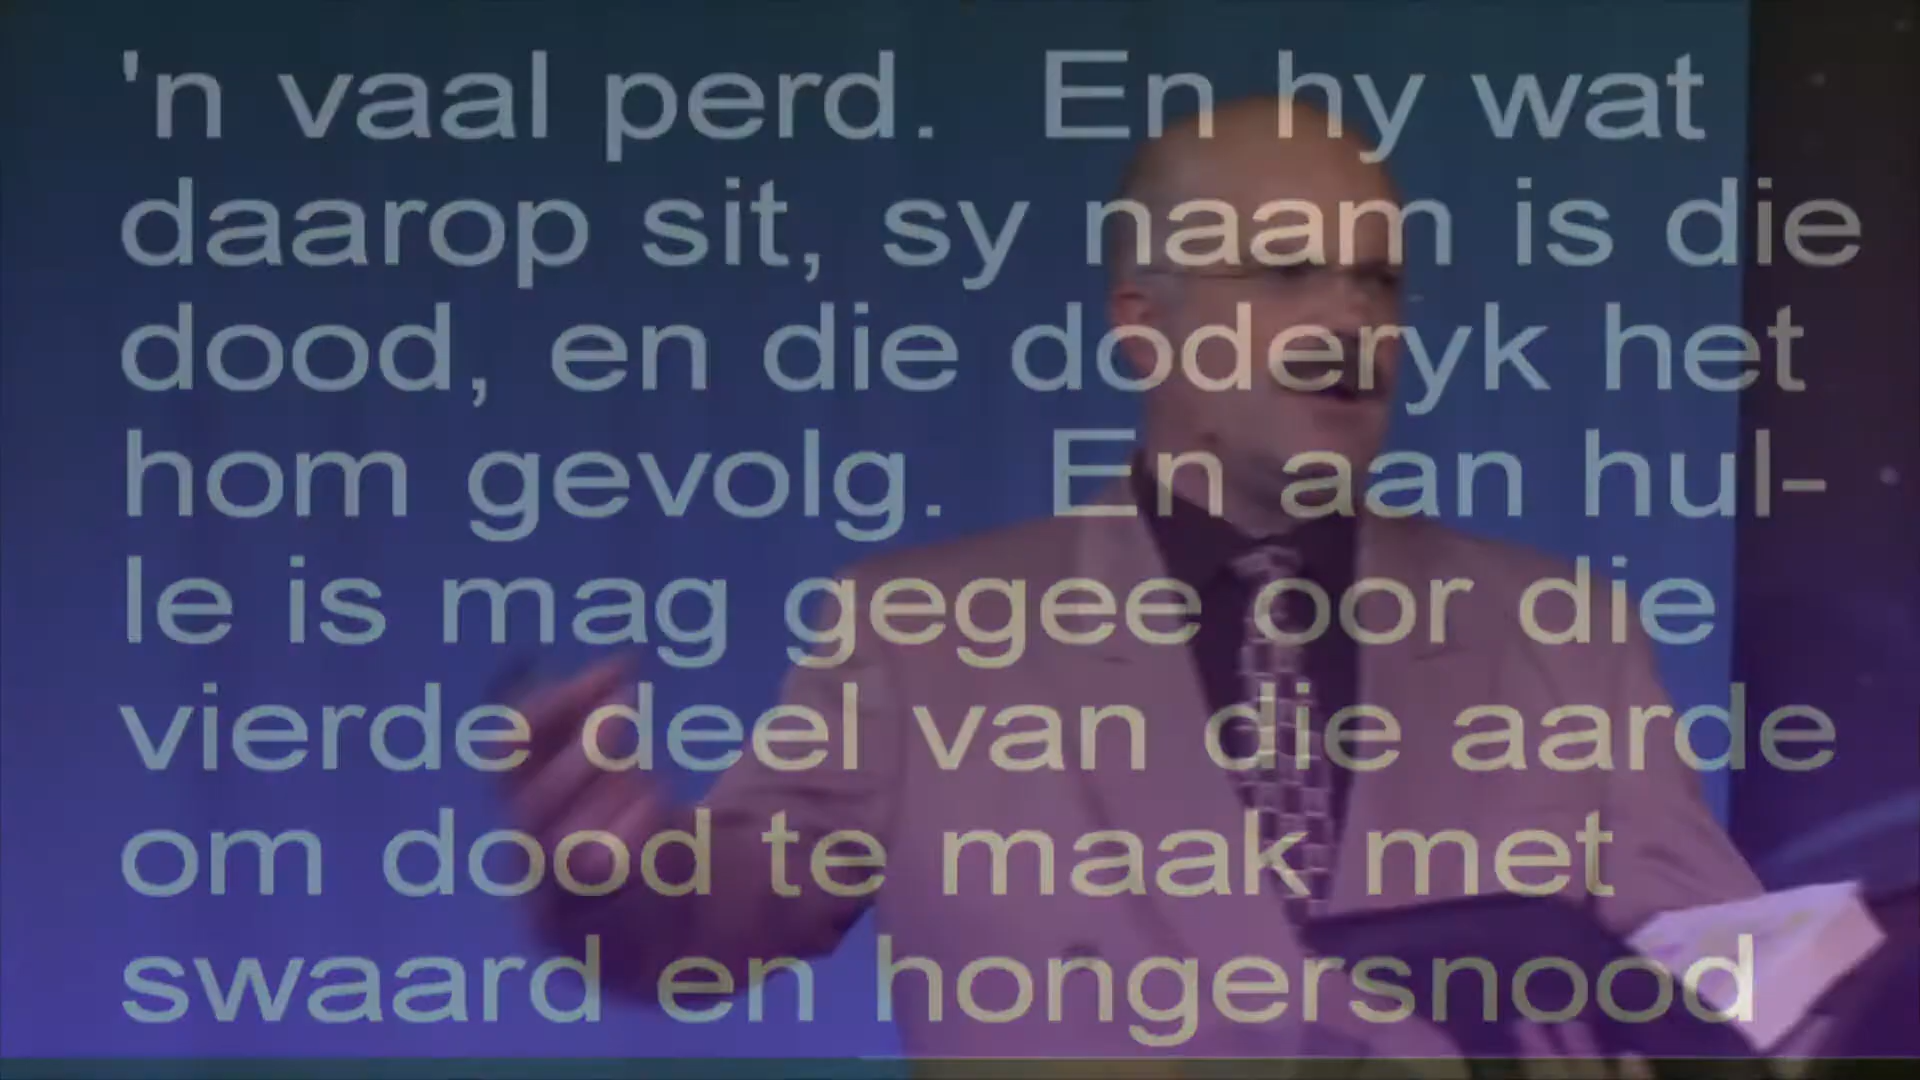 'n vaal perd. En hy wat
daarop sit, sy naam is die
dood, en die doderyk het
hom gevolg. En aan hul-
le is mag gegee oor die
vierde deel van die aarde
om dood te maak met
swaard en hongersnood